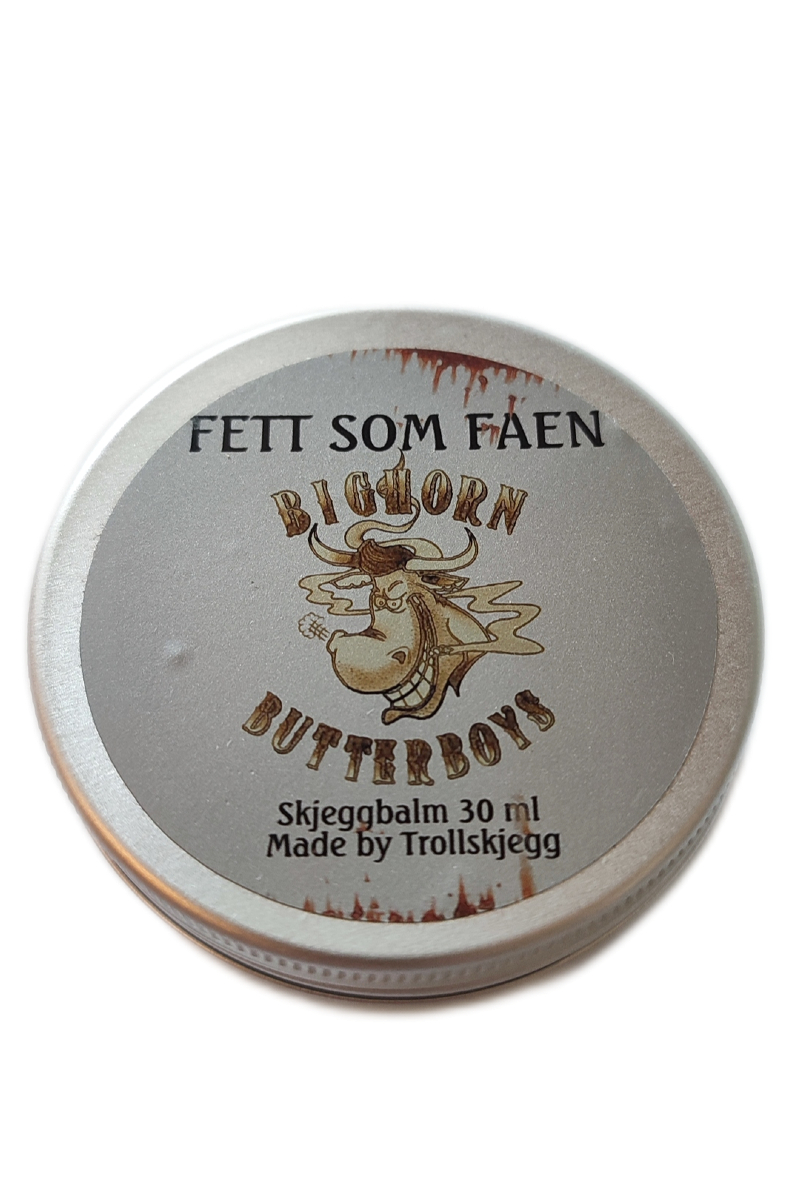 FETT SOM FAEN
BIGHORN
BUTTERBOYS
Skjeggbalm 30 ml
Made by Trollskjegg